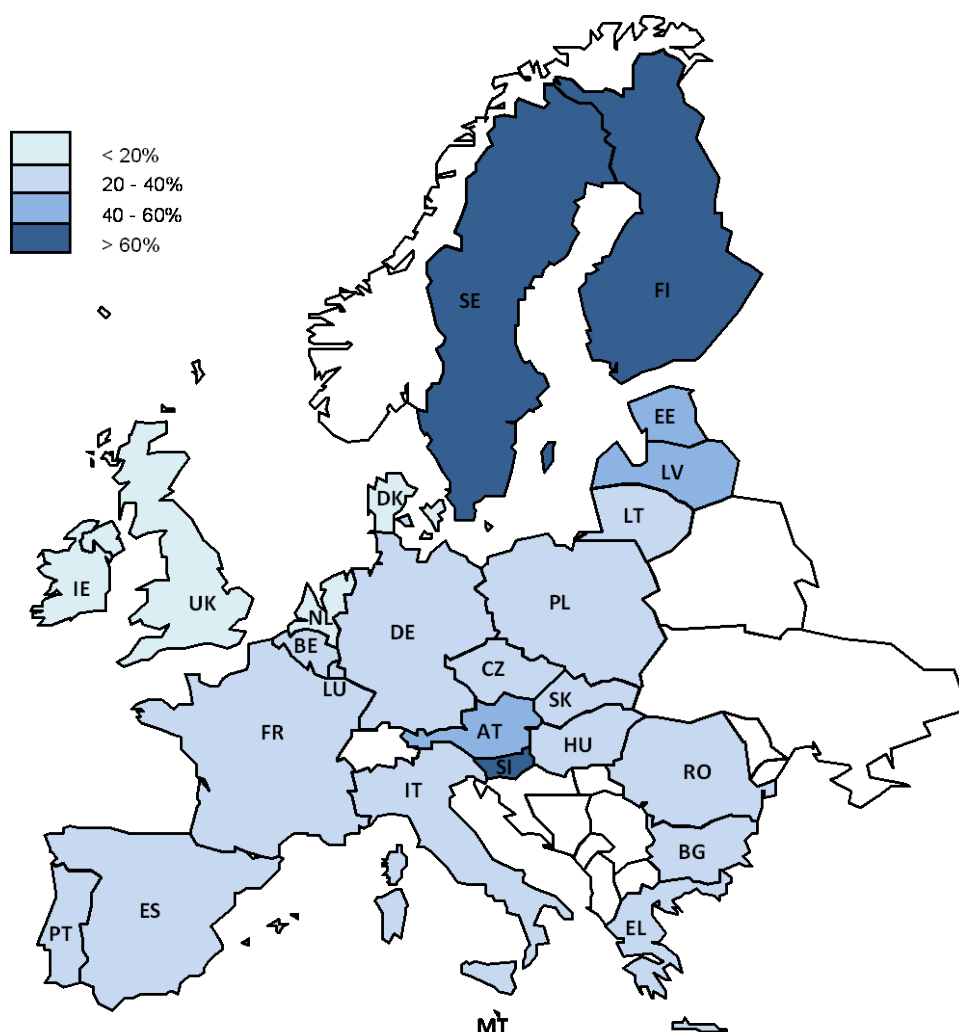 < 20%
20 - 40%
40 - 60%
> 60%
SE
FI
EE
LV
DK
LT
IE
UK
NL
PL
DE
BE
CZ
LU
SK
FR
AT
HU
SI
RO
IT
BG
ES
PT
EL
MT